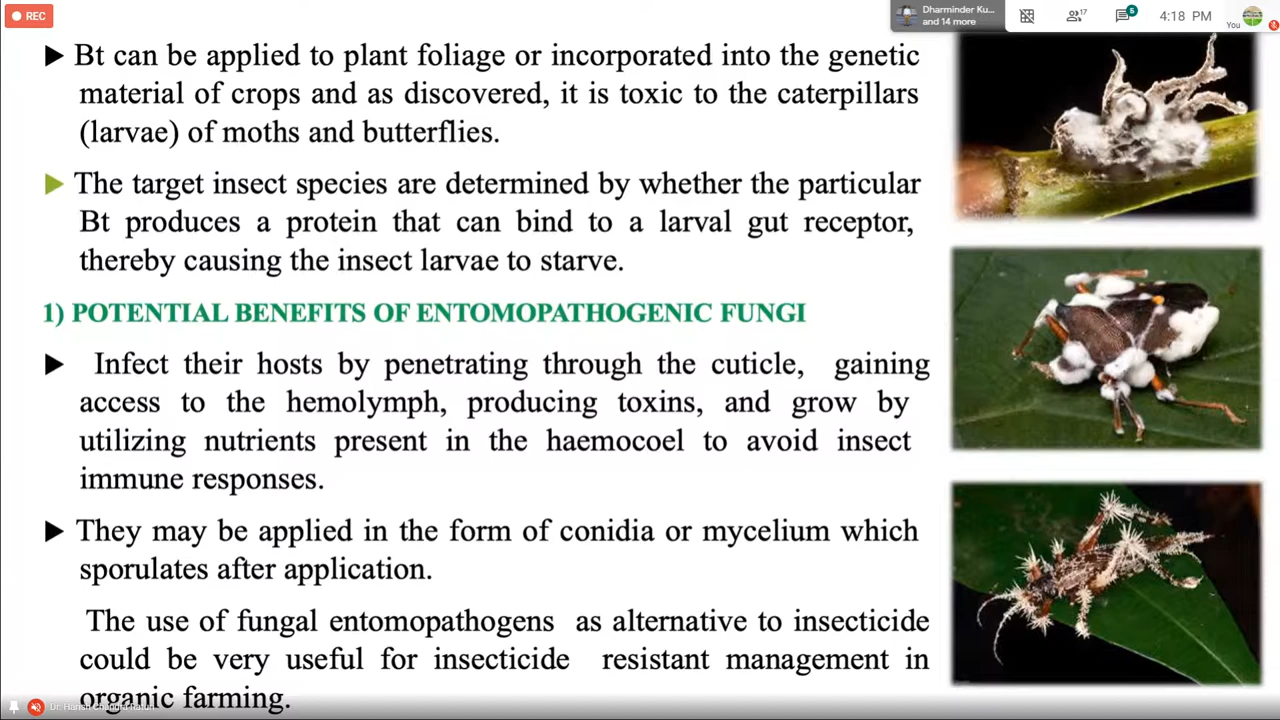 REC
Dharminder Ku...
and 14 more
17
5
4:18 PM
You
Bt can be applied to plant foliage or incorporated into the genetic
material of crops and as discovered, it is toxic to the caterpillars
(larvae) of moths and butterflies.
The target insect species are determined by whether the particular
Bt produces a protein that can bind to a larval gut receptor,
thereby causing the insect larvae to starve.
1) POTENTIAL BENEFITS OF ENTOMOPATHOGENIC FUNGI
Infect their hosts by penetrating through the cuticle, gaining
access to the hemolymph, producing toxins, and grow by
utilizing nutrients present in the haemocoel to avoid insect
immune responses.
They may be applied in the form of conidia or mycelium which
sporulates after application.
The use of fungal entomopathogens as alternative to insecticide
could be very useful for insecticide resistant management in
organic farming.
Dr. Harish Chandra